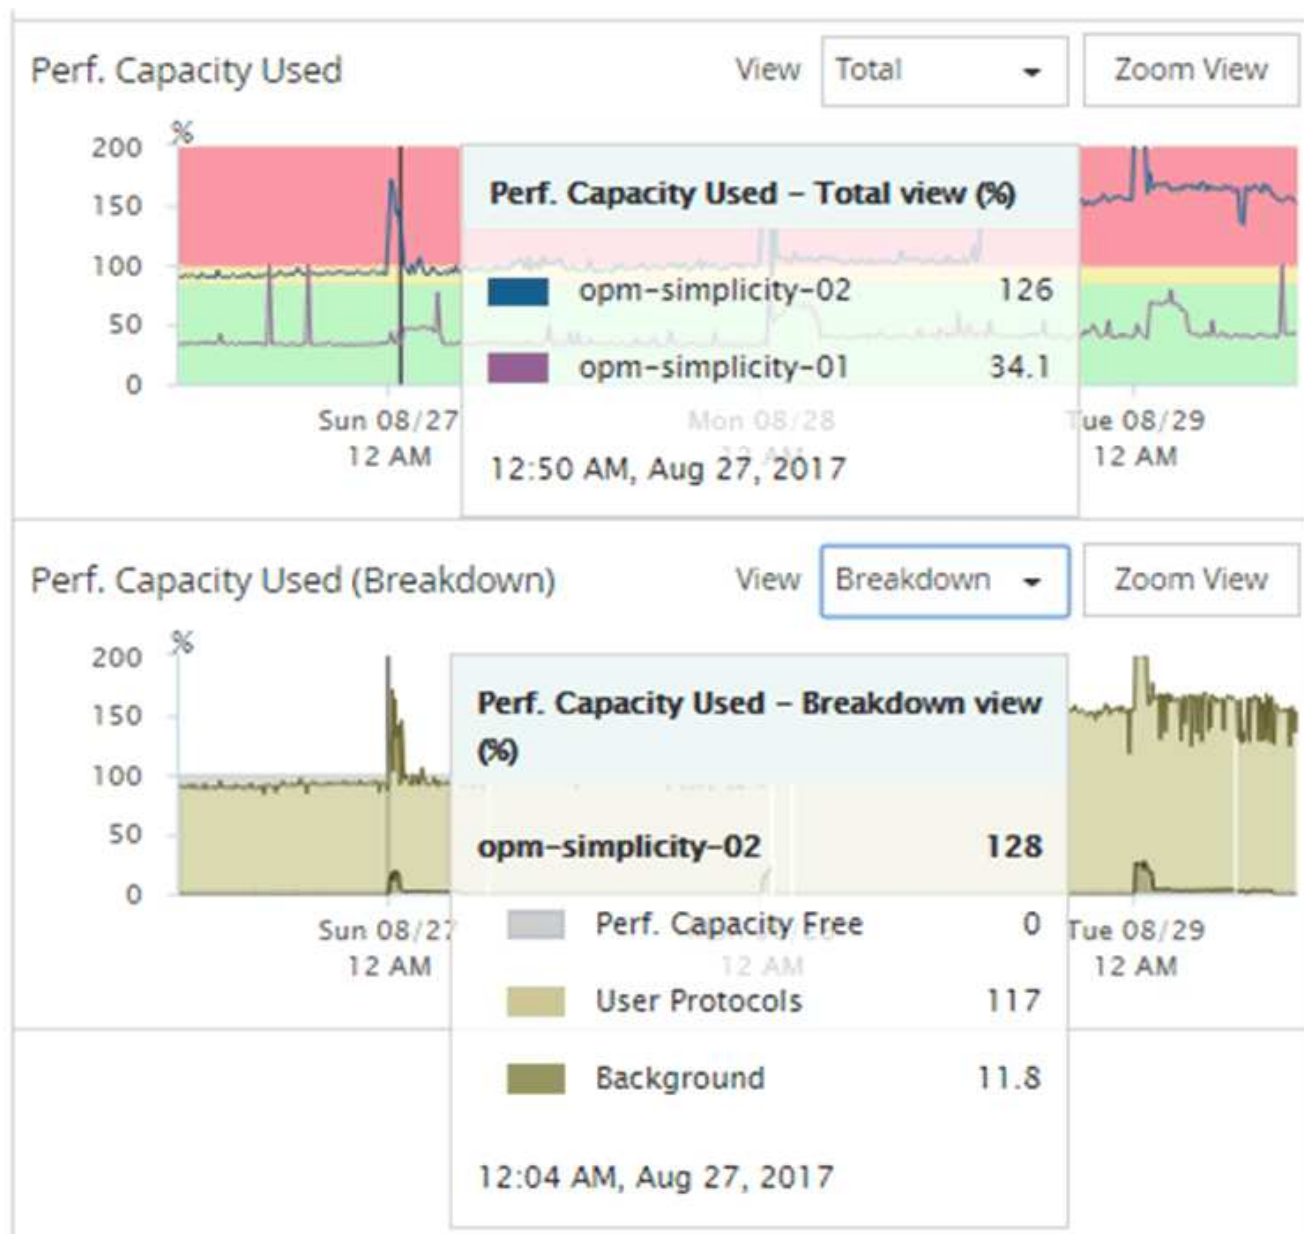 Perf. Capacity Used View Total Zoom View
%
200
150
100
50
0
Perf. Capacity Used – Total view (%)
opm-simplicity-02 126
opm-simplicity-01 34.1
Sun 08/27 Mon 08/28 Tue 08/29
12 AM 12 AM 12 AM
12:50 AM, Aug 27, 2017
Perf. Capacity Used (Breakdown) View Breakdown Zoom View
%
200
150
100
50
0
Perf. Capacity Used – Breakdown view
(%)
opm-simplicity-02 128
Perf. Capacity Free 0
Sun 08/27 Tue 08/29
12 AM 12 AM 12 AM
User Protocols 117
Background 11.8
12:04 AM, Aug 27, 2017